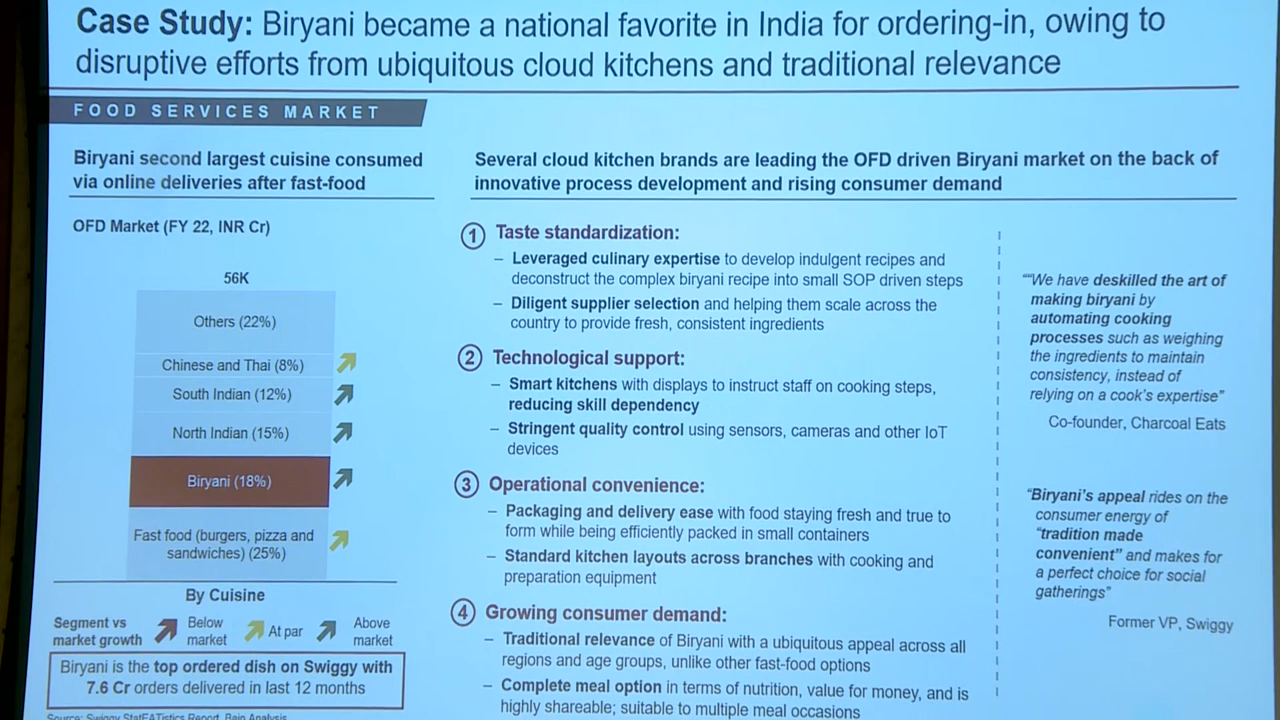 Case Study: Biryani became a national favorite in India for ordering-in, owing to
disruptive efforts from ubiquitous cloud kitchens and traditional relevance
FOOD SERVICES MARKET
Biryani second largest cuisine consumed
via online deliveries after fast-food
OFD Market (FY 22, INR Cr)
56K
Others (22%)
Chinese and Thai (8%)
South Indian (12%)
North Indian (15%)
Biryani (18%)
Fast food (burgers, pizza and
sandwiches) (25%)
By Cuisine
Segment vs
market growth
Below
market
At par
Above
market
Biryani is the top ordered dish on Swiggy with
7.6 Cr orders delivered in last 12 months
Source: Swiggy StatEATistics Report, Bain Analysis
Several cloud kitchen brands are leading the OFD driven Biryani market on the back of
innovative process development and rising consumer demand
1 Taste standardization:
– Leveraged culinary expertise to develop indulgent recipes and
deconstruct the complex biryani recipe into small SOP driven steps
– Diligent supplier selection and helping them scale across the
country to provide fresh, consistent ingredients
2 Technological support:
– Smart kitchens with displays to instruct staff on cooking steps,
reducing skill dependency
– Stringent quality control using sensors, cameras and other IoT
devices
3 Operational convenience:
– Packaging and delivery ease with food staying fresh and true to
form while being efficiently packed in small containers
– Standard kitchen layouts across branches with cooking and
preparation equipment
4 Growing consumer demand:
– Traditional relevance of Biryani with a ubiquitous appeal across all
regions and age groups, unlike other fast-food options
– Complete meal option in terms of nutrition, value for money, and is
highly shareable; suitable to multiple meal occasions
""We have deskilled the art of
making biryani by
automating cooking
processes such as weighing
the ingredients to maintain
consistency, instead of
relying on a cook's expertise"
Co-founder, Charcoal Eats
"Biryani's appeal rides on the
consumer energy of
"tradition made
convenient" and makes for
a perfect choice for social
gatherings"
Former VP, Swiggy